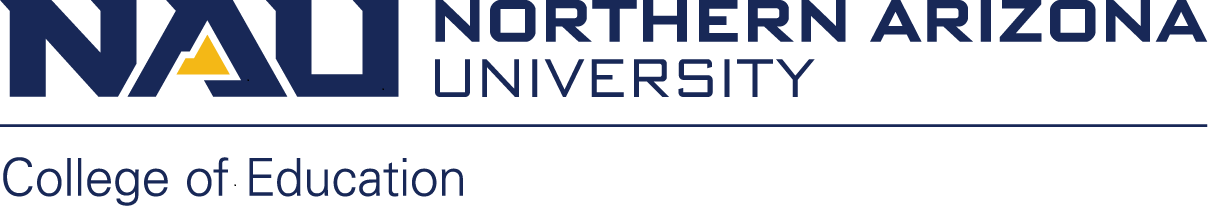 NAU NORTHERN ARIZONA
UNIVERSITY
College of Education